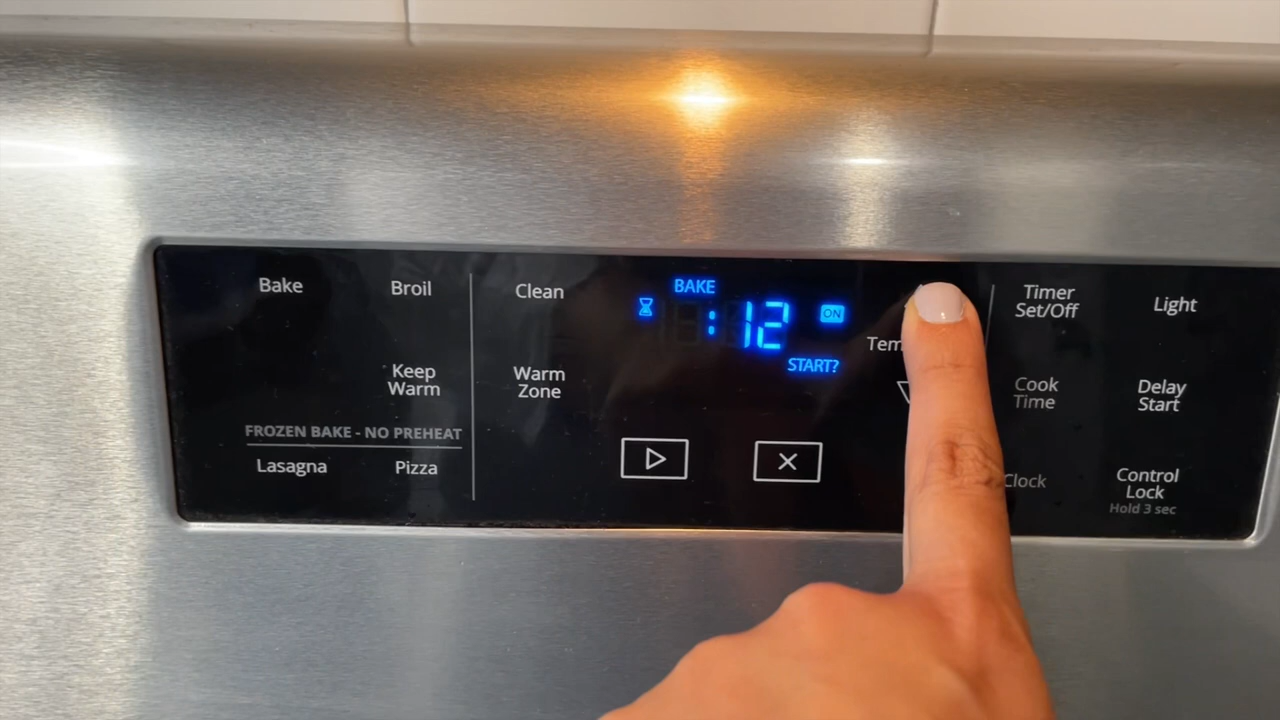 Bake
Broil
Clean
Keep
Warm
Warm
Zone
FROZEN BAKE - NO PREHEAT
Lasagna
Pizza
BAKE
:12
ON
START?
Timer
Set/Off
Light
Cook
Time
Delay
Start
Clock
Control
Lock
Hold 3 sec